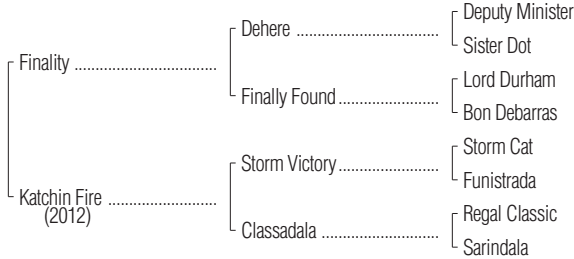 Deputy Minister
Dehere ....................................
Sister Dot
Finality ....................................
Lord Durham
Finally Found .........................
Bon Debarras
Storm Cat
Storm Victory .........................
Funistrada
Katchin Fire ...........................
(2012)
Regal Classic
Classadala .............................
Sarindala